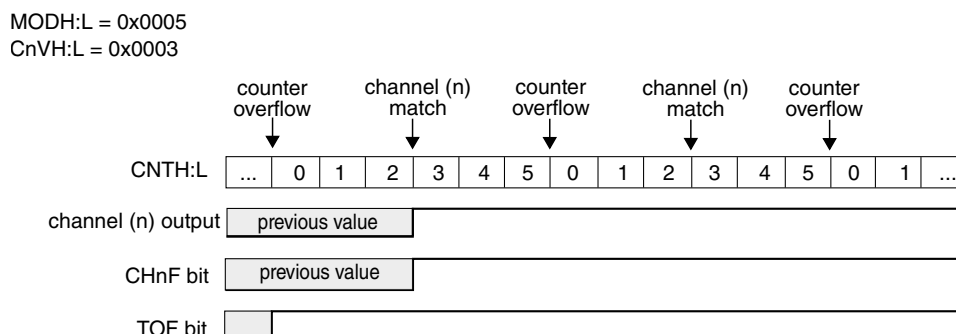 MODH:L = 0x0005
CnVH:L = 0x0003
counter overflow
channel (n) match
counter overflow
channel (n) match
counter overflow
CNTH:L ... 0 1 2 3 4 5 0 1 2 3 4 5 0 1 ...
channel (n) output previous value
CHnF bit previous value
TOF bit